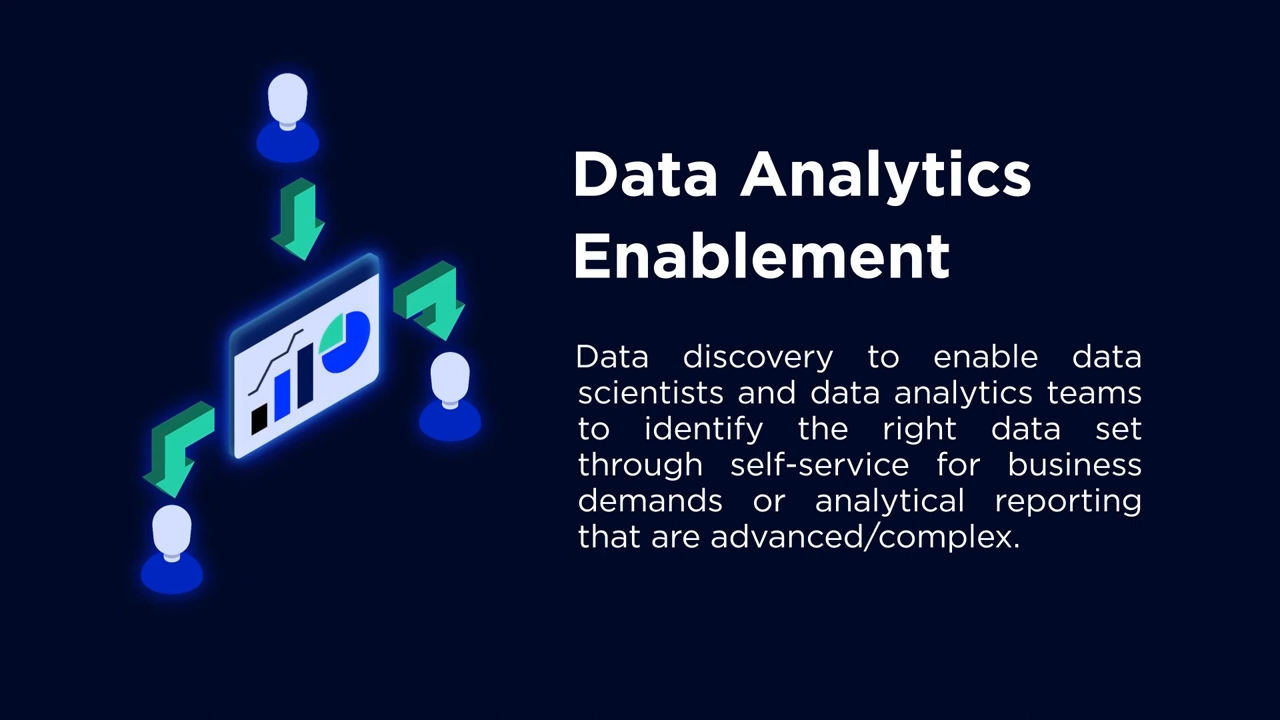 Data Analytics
Enablement
Data discovery to enable data
scientists and data analytics teams
to identify the right data set
through self-service for business
demands or analytical reporting
that are advanced/complex.